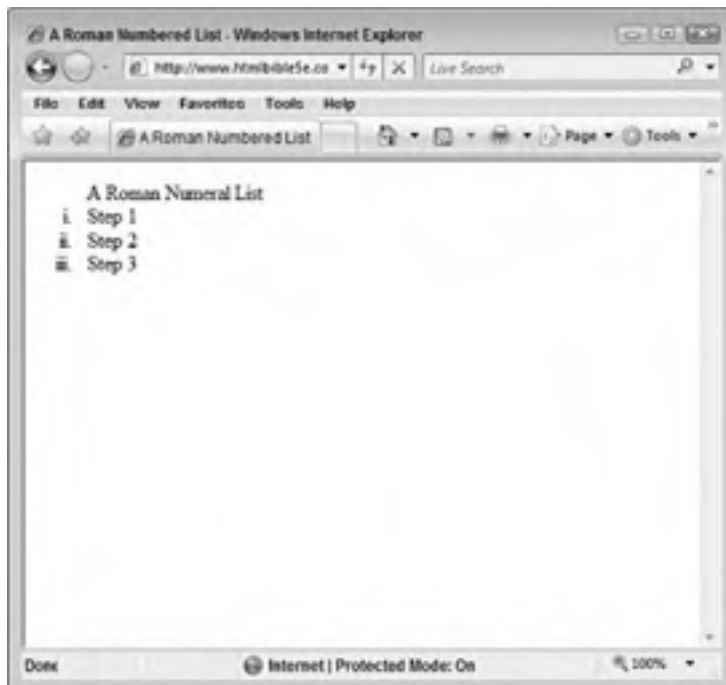 A Roman Numbered List - Windows Internet Explorer
http://www.htmlbible5e.co
Live Search
File Edit View Favorites Tools Help
A Roman Numbered List
Page Tools
A Roman Numeral List
i. Step 1
ii. Step 2
iii. Step 3
Done
Internet | Protected Mode: On
100%